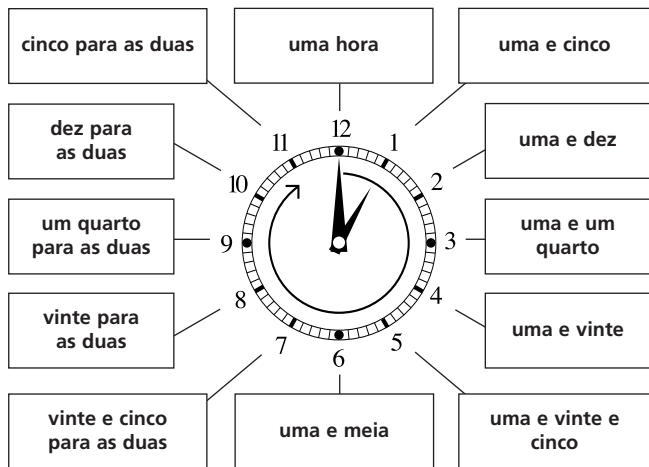 cinco para as duas
uma hora
uma e cinco
dez para
as duas
uma e dez
um quarto
para as duas
uma e um
quarto
vinte para
as duas
uma e vinte
vinte e cinco
para as duas
uma e meia
uma e vinte e
cinco
12
1
2
3
4
5
6
7
8
9
10
11